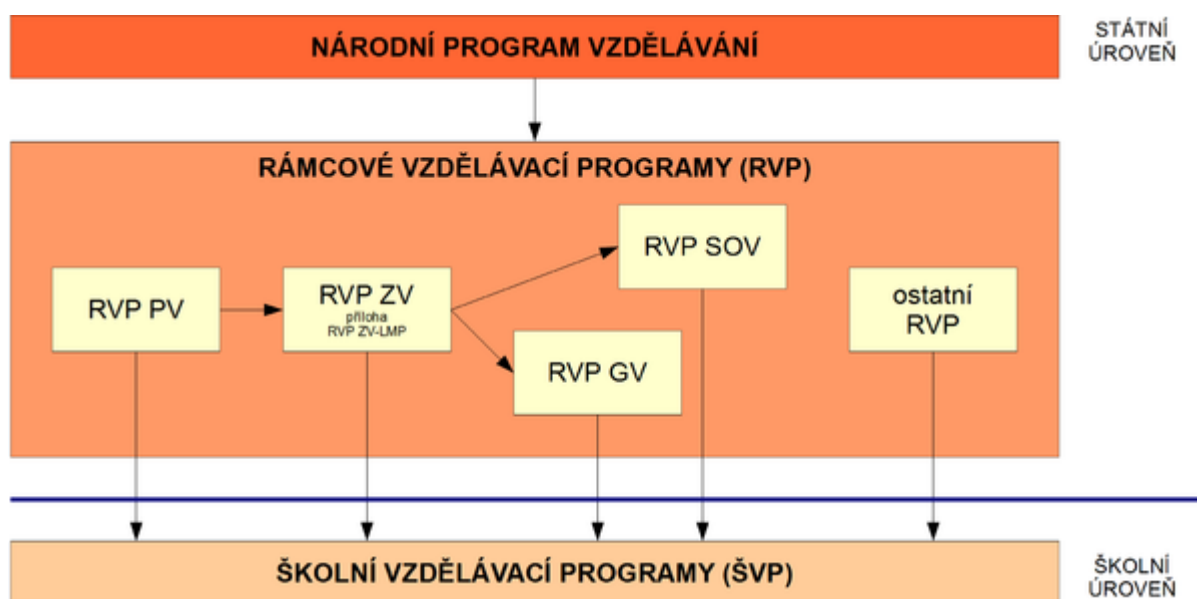 NÁRODNÍ PROGRAM VZDĚLÁVÁNÍ
STÁTNÍ
ÚROVEŇ
RÁMCOVÉ VZDĚLÁVACÍ PROGRAMY (RVP)
RVP PV
RVP ZV
příloha
RVP ZV-LMP
RVP SOV
RVP GV
ostatní
RVP
ŠKOLNÍ VZDĚLÁVACÍ PROGRAMY (ŠVP)
ŠKOLNÍ
ÚROVEŇ